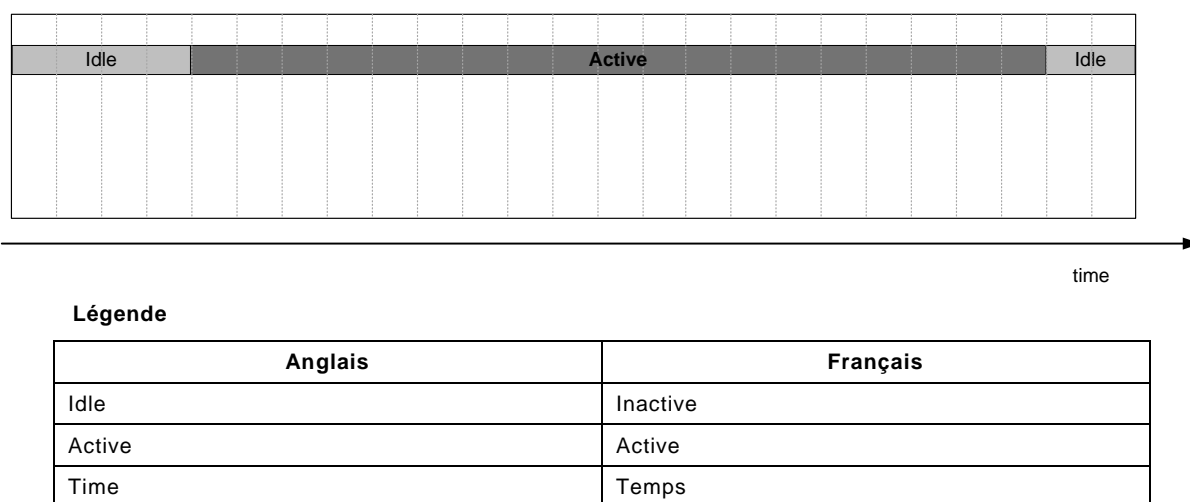 Idle Active Idle
time
Légende
Anglais Français
Idle Inactive
Active Active
Time Temps